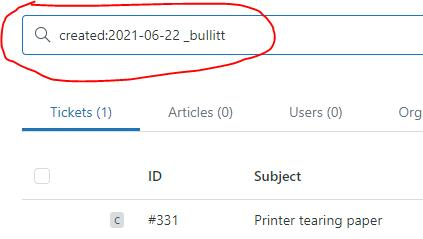 created:2021-06-22 _bullitt
Tickets (1) Articles (0) Users (0) Org
ID Subject
c #331 Printer tearing paper